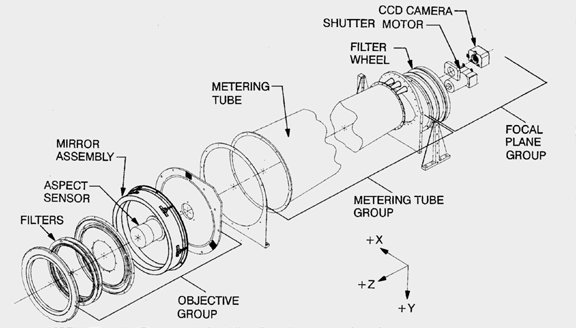 CCD CAMERA
SHUTTER MOTOR
FILTER
WHEEL
METERING
TUBE
MIRROR
ASSEMBLY
ASPECT
SENSOR
FILTERS
FOCAL
PLANE
GROUP
METERING TUBE
GROUP
OBJECTIVE
GROUP
+X
+Z
+Y